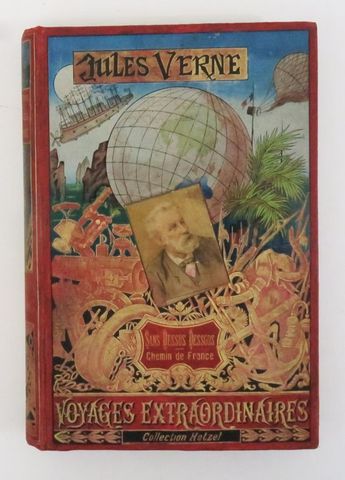 JULES VERNE
SANS DESSUS DESSOUS
Chemin de France
VOYAGES EXTRAORDINAIRES
Collection Hetzel